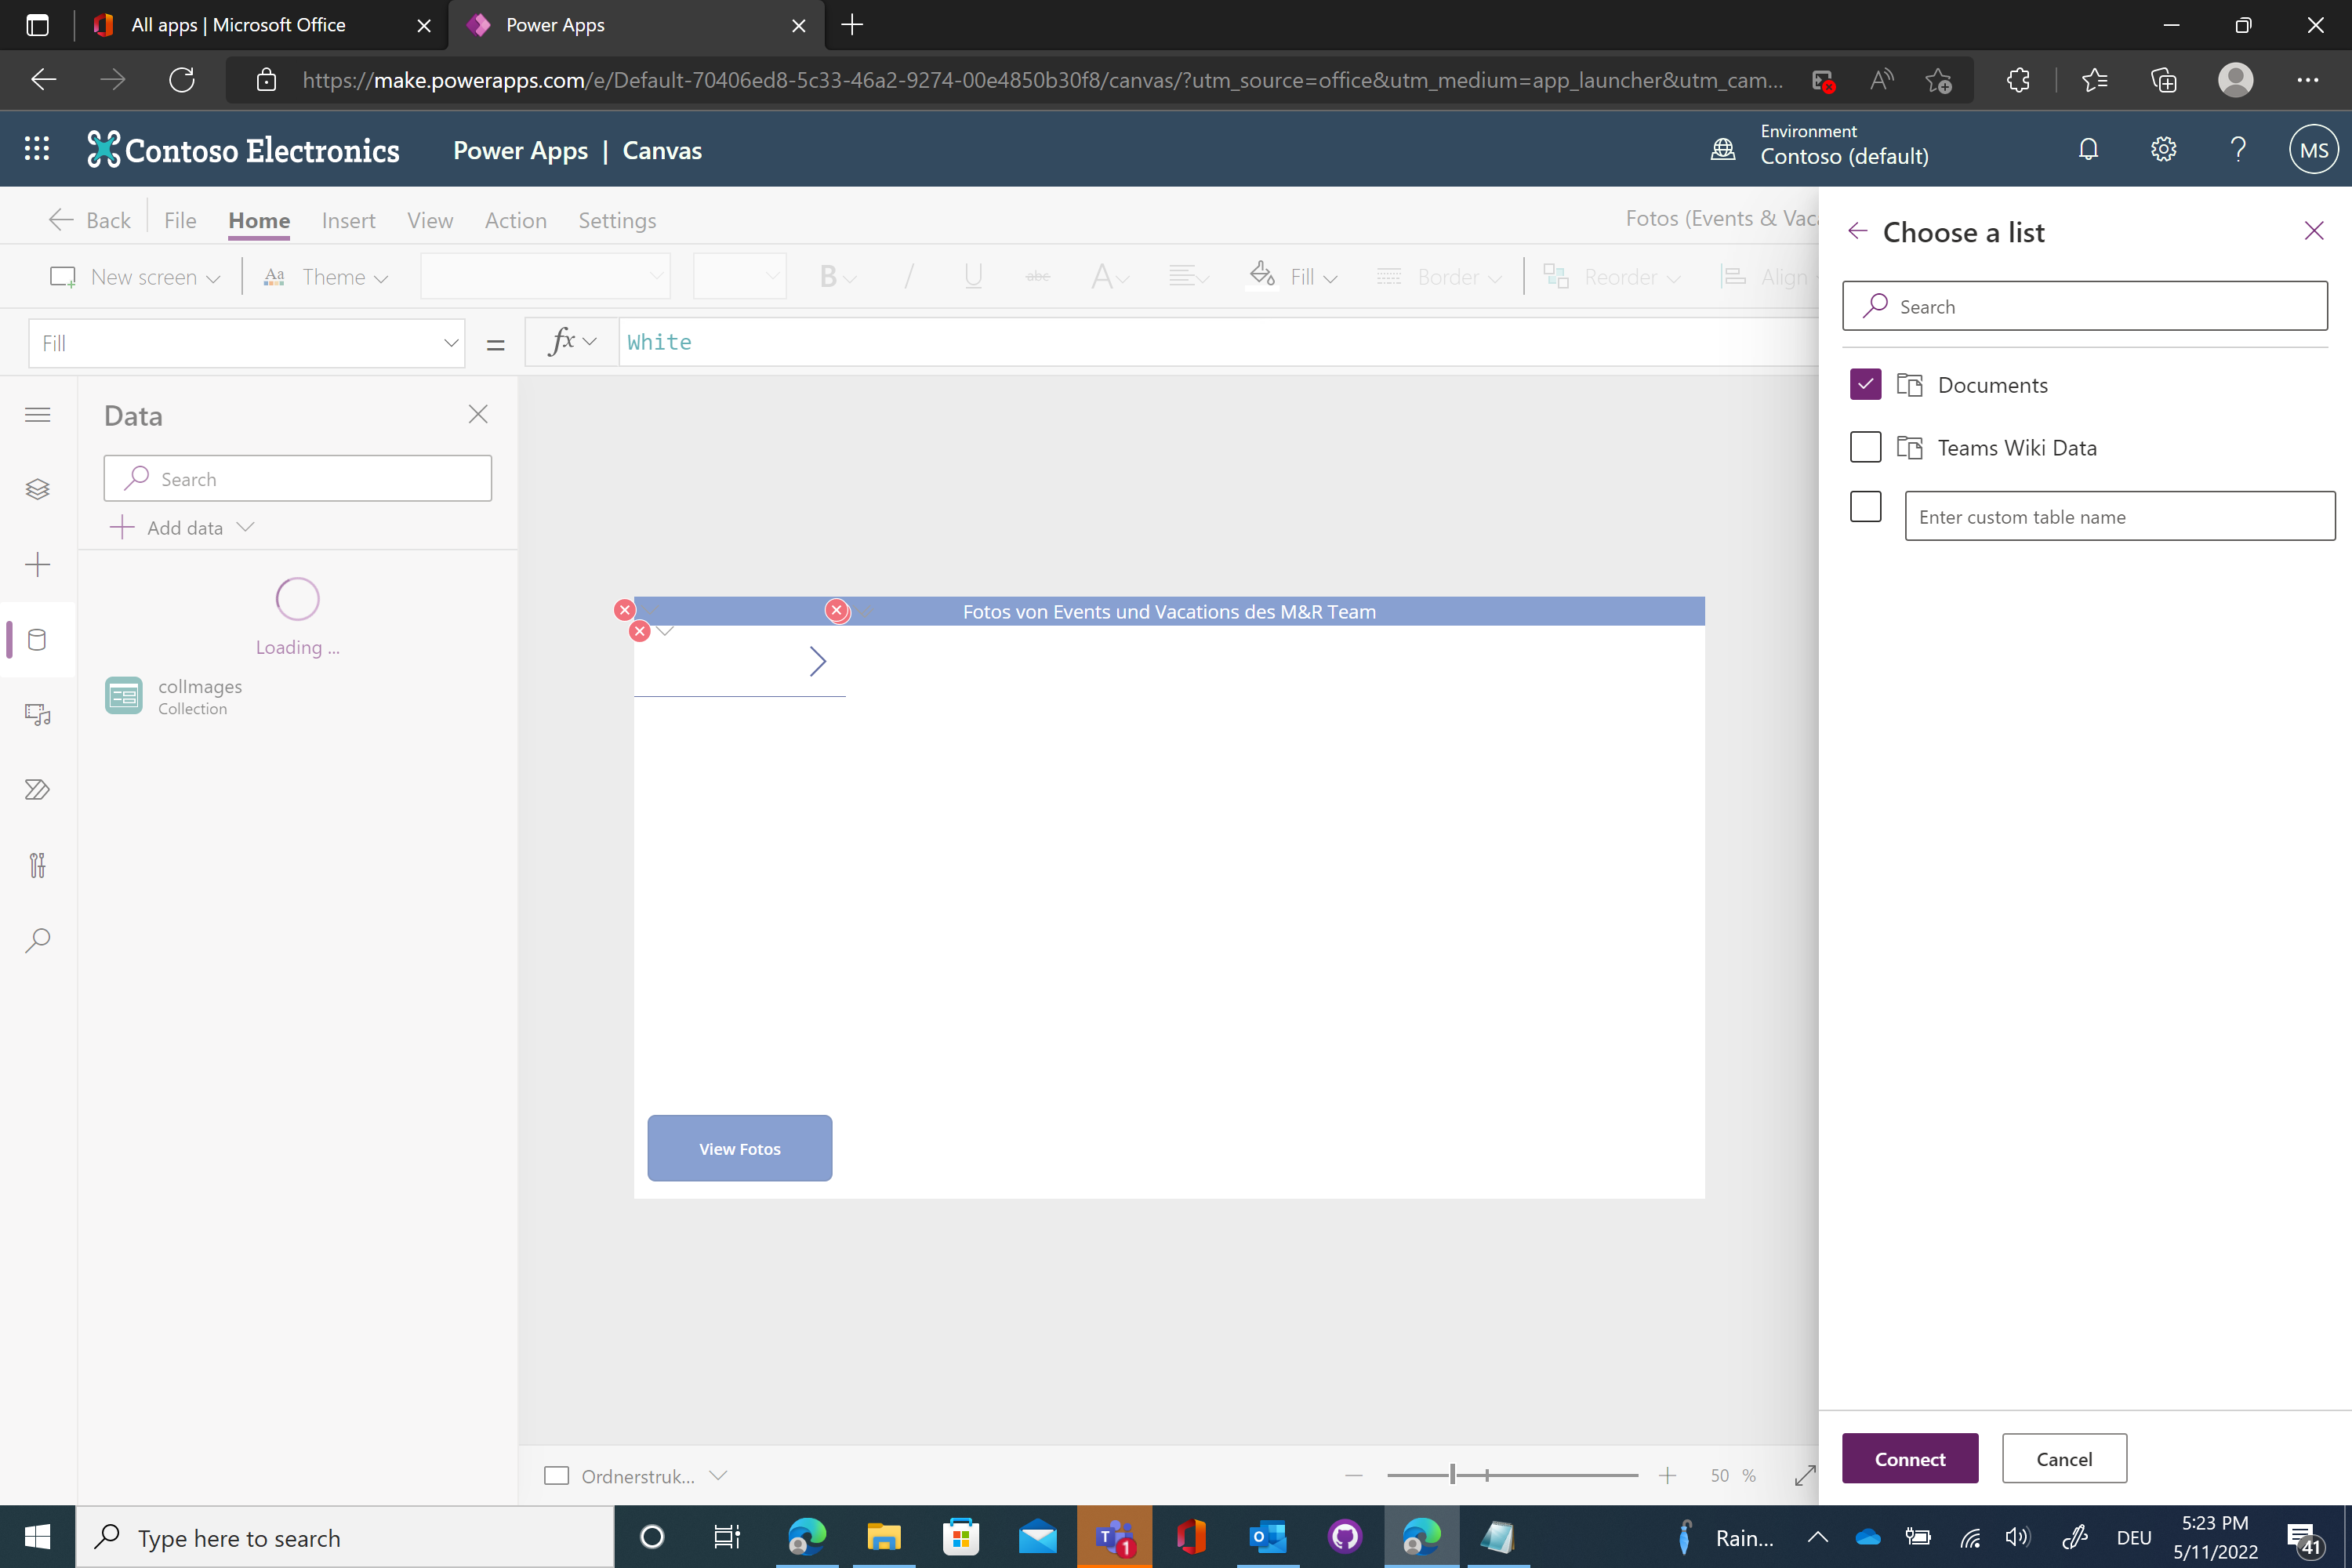 All apps | Microsoft Office
Power Apps
https://make.powerapps.com/e/Default-70406ed8-5c33-46a2-9274-00e4850b30f8/canvas/?utm_source=office&utm_medium=app_launcher&utm_cam...
Contoso Electronics
Power Apps | Canvas
Environment
Contoso (default)
MS
Back
File
Home
Insert
View
Action
Settings
Fotos (Events & Vaca
New screen
Aa
Theme
B
/
U
abc
A
Fill
Border
Reorder
Align
Fill
=
fx
White
Data
Search
Add data
Loading ...
colImages
Collection
Fotos von Events und Vacations des M&R Team
View Fotos
Ordnerstruk...
50 %
Choose a list
Search
Documents
Teams Wiki Data
Enter custom table name
Connect
Cancel
Type here to search
T
1
O
Rain...
DEU
5:23 PM
5/11/2022
41